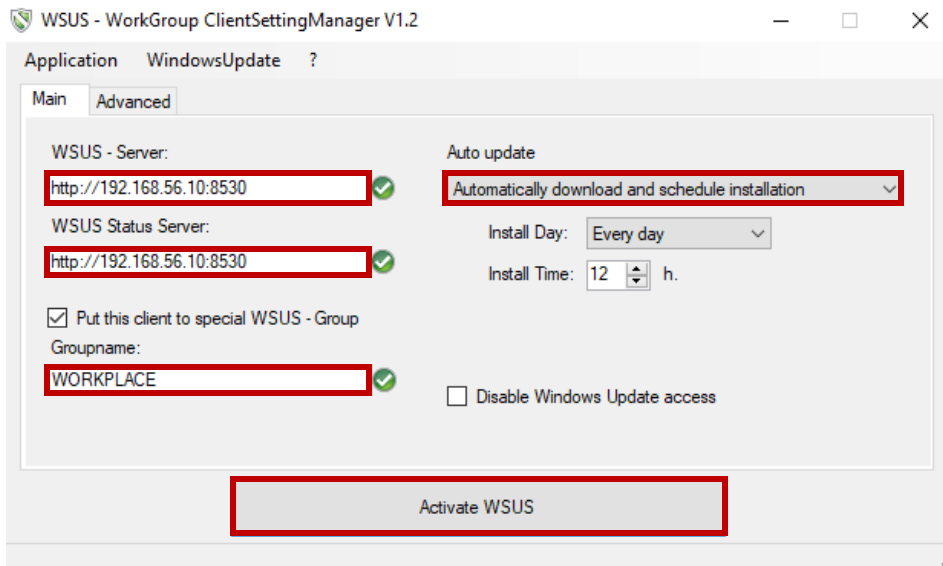 WSUS - WorkGroup ClientSettingManager V1.2
Application WindowsUpdate ?
Main Advanced
WSUS - Server:
http://192.168.56.10:8530
WSUS Status Server:
http://192.168.56.10:8530
Put this client to special WSUS - Group
Groupname:
WORKPLACE
Auto update
Automatically download and schedule installation
Install Day: Every day
Install Time: 12 h.
Disable Windows Update access
Activate WSUS